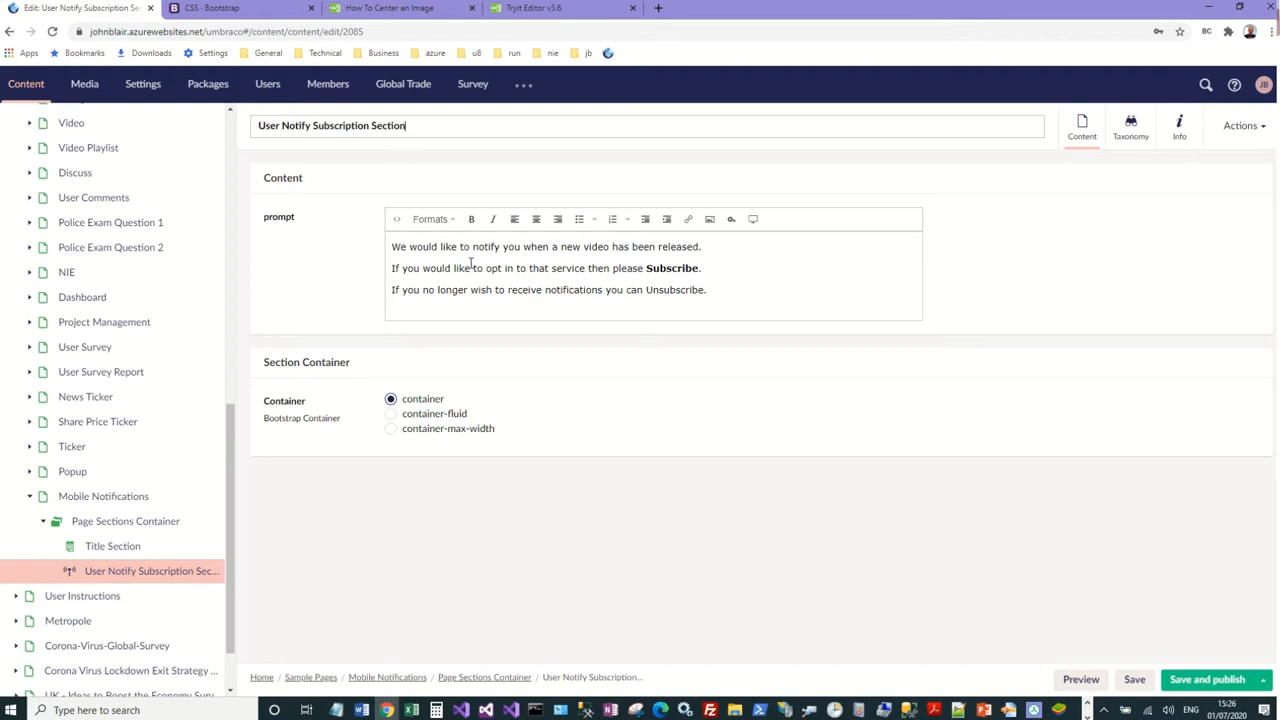 Edit: User Notify Subscription Se
CSS · Bootstrap
How To Center an Image
Tryit Editor v3.6
johnblair.azurewebsites.net/umbraco#/content/content/edit/2085
BC
Apps
Bookmarks
Downloads
Settings
General
Technical
Business
azure
u8
run
nie
jb
Content
Media
Settings
Packages
Users
Members
Global Trade
Survey
JB
Video
Video Playlist
Discuss
User Comments
Police Exam Question 1
Police Exam Question 2
NIE
Dashboard
Project Management
User Survey
User Survey Report
News Ticker
Share Price Ticker
Ticker
Popup
Mobile Notifications
Page Sections Container
Title Section
User Notify Subscription Sec...
User Instructions
Metropole
Corona-Virus-Global-Survey
Corona Virus Lockdown Exit Strategy ...
UK - Ideas to Boost the Economy Surv
User Notify Subscription Section
Content
Taxonomy
Info
Actions
Content
prompt
Formats
B
I
We would like to notify you when a new video has been released.
If you would like to opt in to that service then please Subscribe.
If you no longer wish to receive notifications you can Unsubscribe.
Section Container
Container
Bootstrap Container
container
container-fluid
container-max-width
Home / Sample Pages / Mobile Notifications / Page Sections Container / User Notify Subscription...
Preview
Save
Save and publish
Type here to search
ENG
15:26
01/07/2020